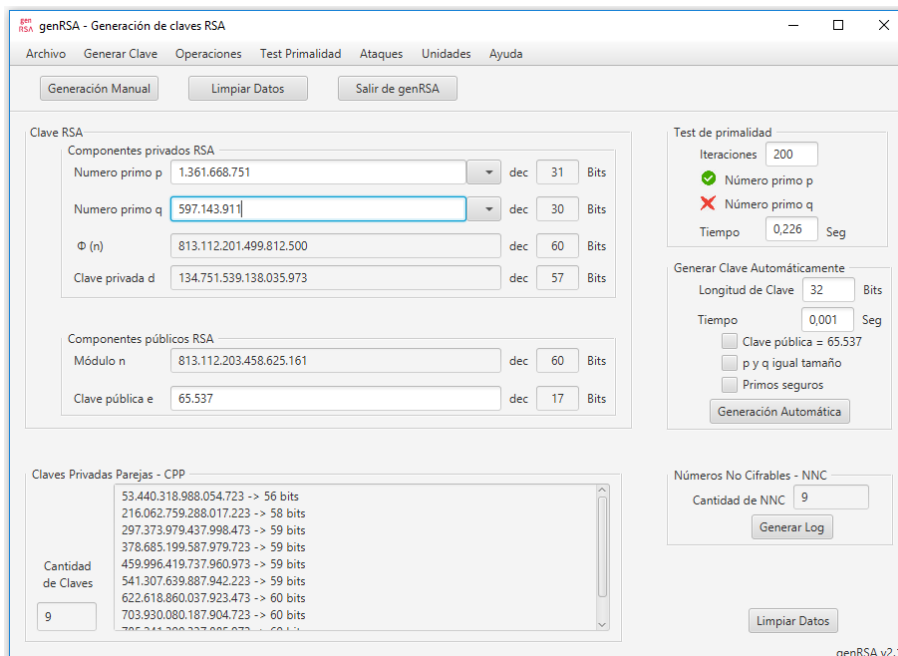 gen RSA genRSA - Generación de claves RSA
Archivo Generar Clave Operaciones Test Primalidad Ataques Unidades Ayuda
Generación Manual Limpiar Datos Salir de genRSA
Clave RSA
Componentes privados RSA
Numero primo p 1.361.668.751 dec 31 Bits
Numero primo q 597.143.911 dec 30 Bits
Φ (n) 813.112.201.499.812.500 dec 60 Bits
Clave privada d 134.751.539.138.035.973 dec 57 Bits
Componentes públicos RSA
Módulo n 813.112.203.458.625.161 dec 60 Bits
Clave pública e 65.537 dec 17 Bits
Test de primalidad
Iteraciones 200
Número primo p
Número primo q
Tiempo 0,226 Seg
Generar Clave Automáticamente
Longitud de Clave 32 Bits
Tiempo 0,001 Seg
Clave pública = 65.537
p y q igual tamaño
Primos seguros
Generación Automática
Claves Privadas Parejas - CPP
53.440.318.988.054.723 -> 56 bits
216.062.759.288.017.223 -> 58 bits
297.373.979.437.998.473 -> 59 bits
378.685.199.587.979.723 -> 59 bits
459.996.419.737.960.973 -> 59 bits
541.307.639.887.942.223 -> 59 bits
622.618.860.037.923.473 -> 60 bits
703.930.080.187.904.723 -> 60 bits
Cantidad
de Claves
9
Números No Cifrables - NNC
Cantidad de NNC 9
Generar Log
Limpiar Datos